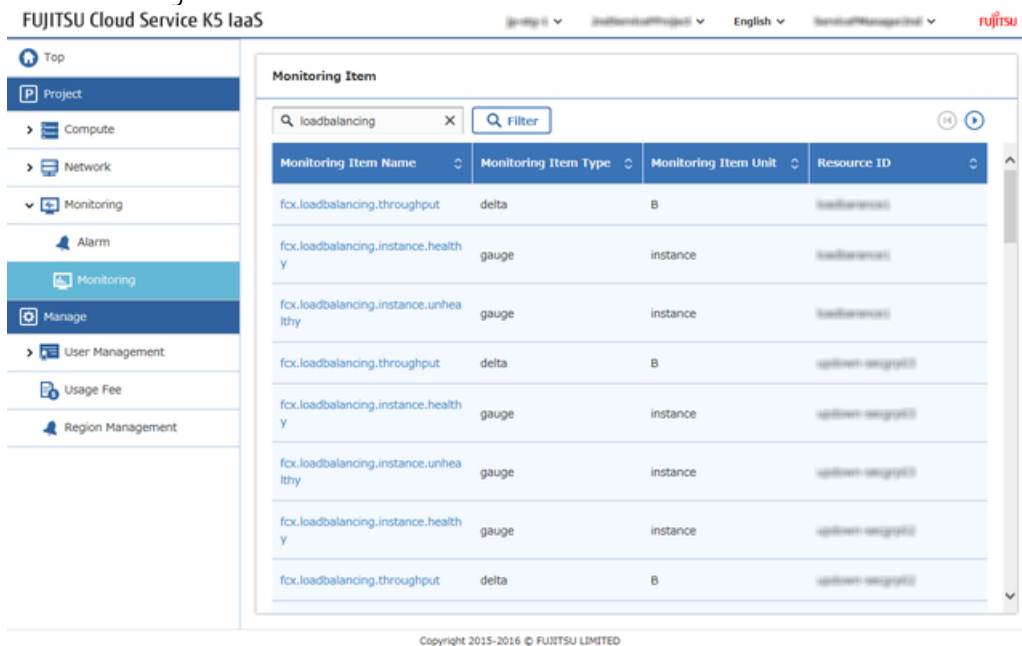 FUJITSU Cloud Service K5 IaaS
English
FUJITSU
Top
Project
Compute
Network
Monitoring
Alarm
Monitoring
Manage
User Management
Usage Fee
Region Management
Monitoring Item
loadbalancing X Filter
Monitoring Item Name Monitoring Item Type Monitoring Item Unit Resource ID
fcx.loadbalancing.throughput delta B
fcx.loadbalancing.instance.health
y gauge instance
fcx.loadbalancing.instance.unhea
lthy gauge instance
fcx.loadbalancing.throughput delta B
fcx.loadbalancing.instance.health
y gauge instance
fcx.loadbalancing.instance.unhea
lthy gauge instance
fcx.loadbalancing.instance.health
y gauge instance
fcx.loadbalancing.throughput delta B
Copyright 2015-2016 © FUJITSU LIMITED